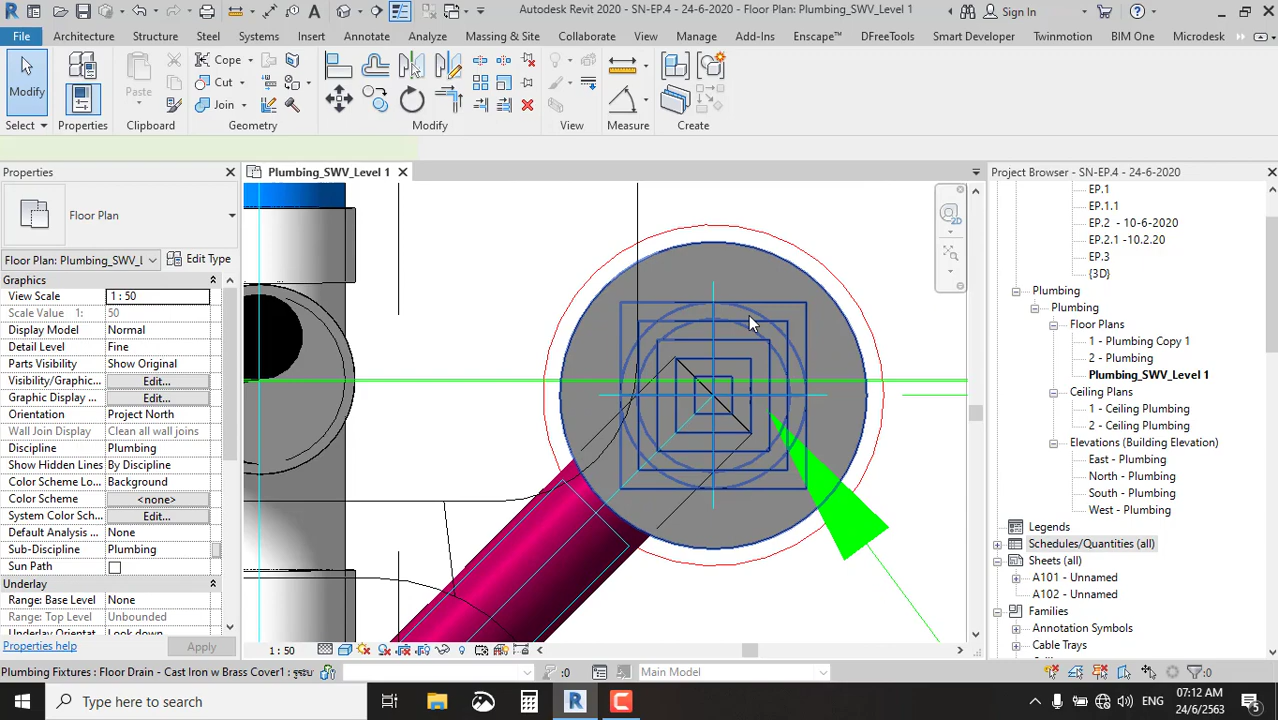 Autodesk Revit 2020 - SN-EP.4 - 24-6-2020 - Floor Plan: Plumbing_SWV_Level 1
Sign In
File Architecture Structure Steel Systems Insert Annotate Analyze Massing & Site Collaborate View Manage Add-Ins Enscape™ DFreeTools Smart Developer Twinmotion BIM One Microdesk
Modify
Properties
Paste
Cope
Cut
Join
Select Properties Clipboard Geometry Modify View Measure Create
Properties
Plumbing_SWV_Level 1
Project Browser - SN-EP.4 - 24-6-2020
Floor Plan
Floor Plan: Plumbing_SWV_L
Edit Type
Graphics
View Scale 1 : 50
Scale Value 1: 50
Display Model Normal
Detail Level Fine
Parts Visibility Show Original
Visibility/Graphic... Edit...
Graphic Display ... Edit...
Orientation Project North
Wall Join Display Clean all wall joins
Discipline Plumbing
Show Hidden Lines By Discipline
Color Scheme Lo... Background
Color Scheme <none>
System Color Sch... Edit...
Default Analysis ... None
Sub-Discipline Plumbing
Sun Path
Underlay
Range: Base Level None
Range: Top Level Unbounded
Underlay Orientat... Look down
Properties help
Apply
2D
EP.1
EP.1.1
EP.2 - 10-6-2020
EP.2.1 -10.2.20
EP.3
{3D}
Plumbing
Plumbing
Floor Plans
1 - Plumbing Copy 1
2 - Plumbing
Plumbing_SWV_Level 1
Ceiling Plans
1 - Ceiling Plumbing
2 - Ceiling Plumbing
Elevations (Building Elevation)
East - Plumbing
North - Plumbing
South - Plumbing
West - Plumbing
Legends
Schedules/Quantities (all)
Sheets (all)
A101 - Unnamed
A102 - Unnamed
Families
Annotation Symbols
Cable Trays
1 : 50
Plumbing Fixtures : Floor Drain - Cast Iron w Brass Cover1 :
:0
Main Model
:0
Type here to search
ENG
07:12 AM
24/6/2563
5